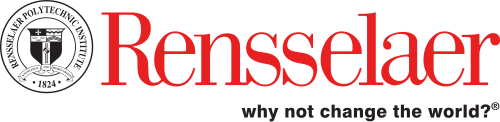 RENSSELAER POLYTECHNIC INSTITUTE
• 1824 •
Rensselaer
why not change the world?®